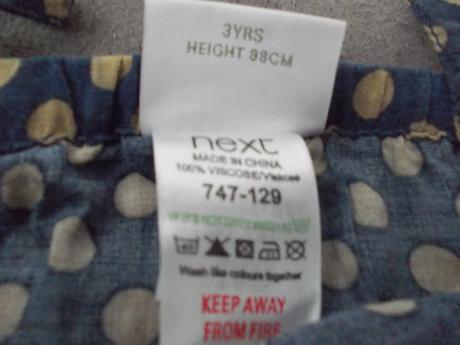 3YRS
HEIGHT 98CM
next
MADE IN CHINA
100% VISCOSE/Viskose
747-129
Wash like colours together
KEEP AWAY
FROM FIRE